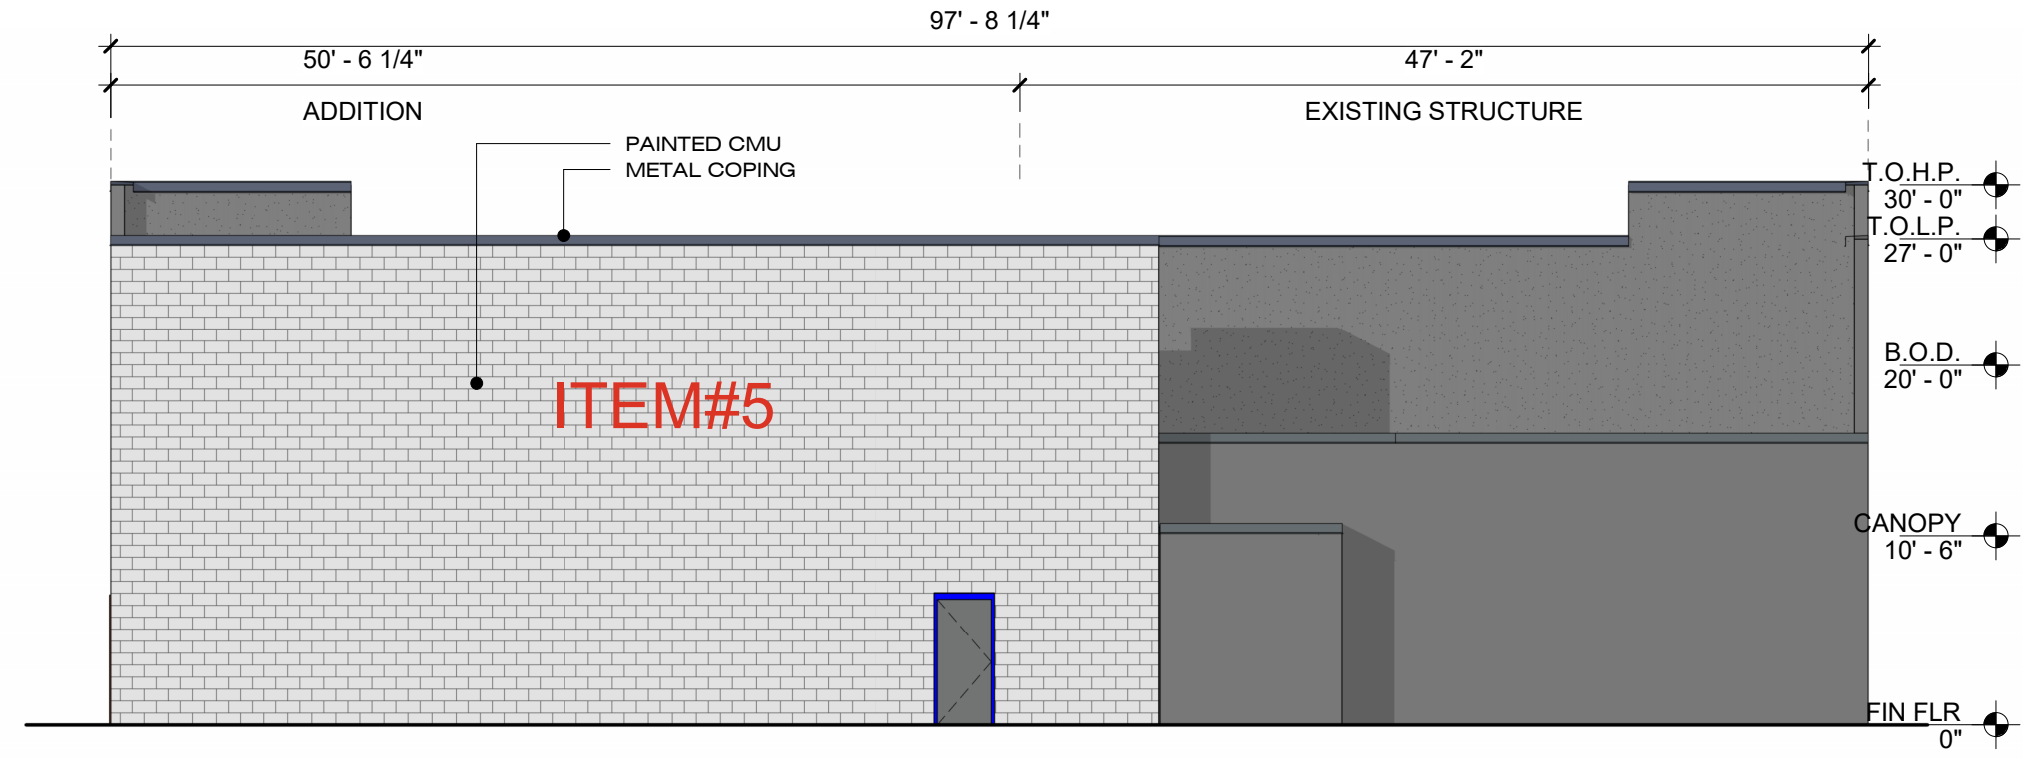 97' - 8 1/4"
50' - 6 1/4"
47' - 2"
ADDITION
EXISTING STRUCTURE
PAINTED CMU
METAL COPING
T.O.H.P.
30' - 0"
T.O.L.P.
27' - 0"
B.O.D.
20' - 0"
ITEM#5
CANOPY
10' - 6"
FIN FLR
0"